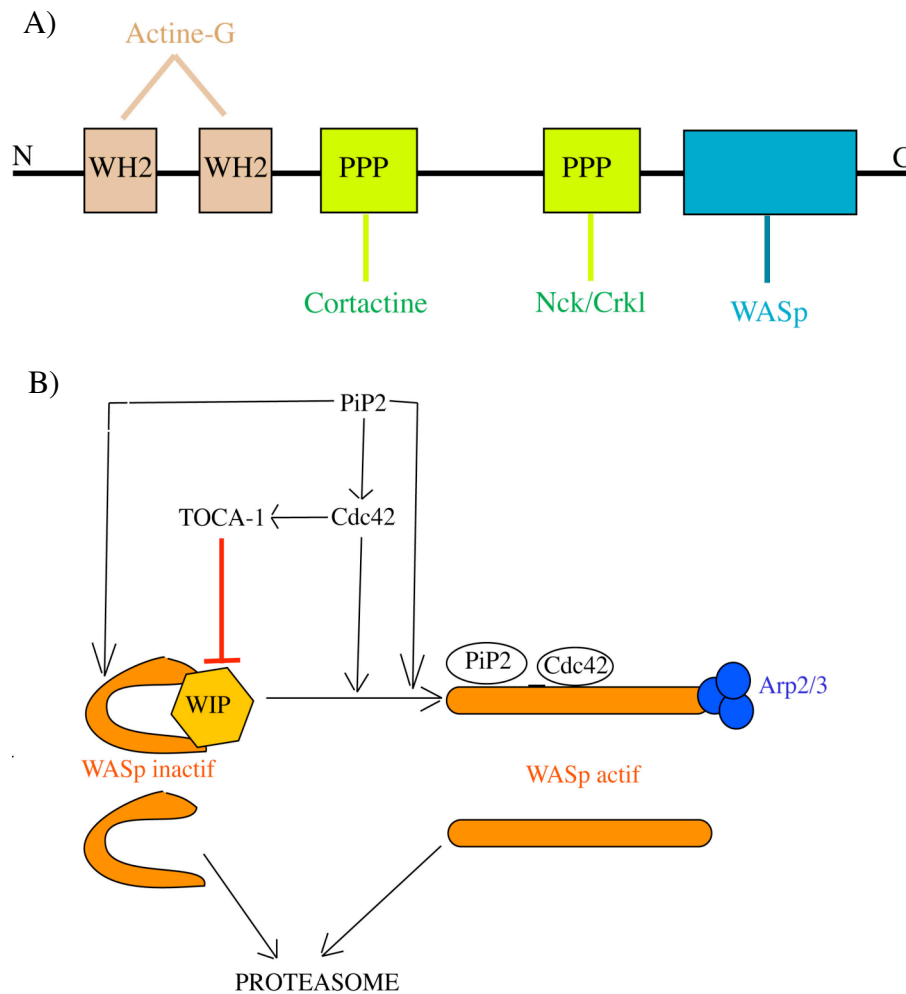 A)
Actine-G
N
WH2
WH2
PPP
PPP
C
Cortactine
Nck/Crkl
WASp
B)
PiP2
TOCA-1
Cdc42
PiP2
Cdc42
WIP
Arp2/3
WASp inactif
WASp actif
PROTEASOME